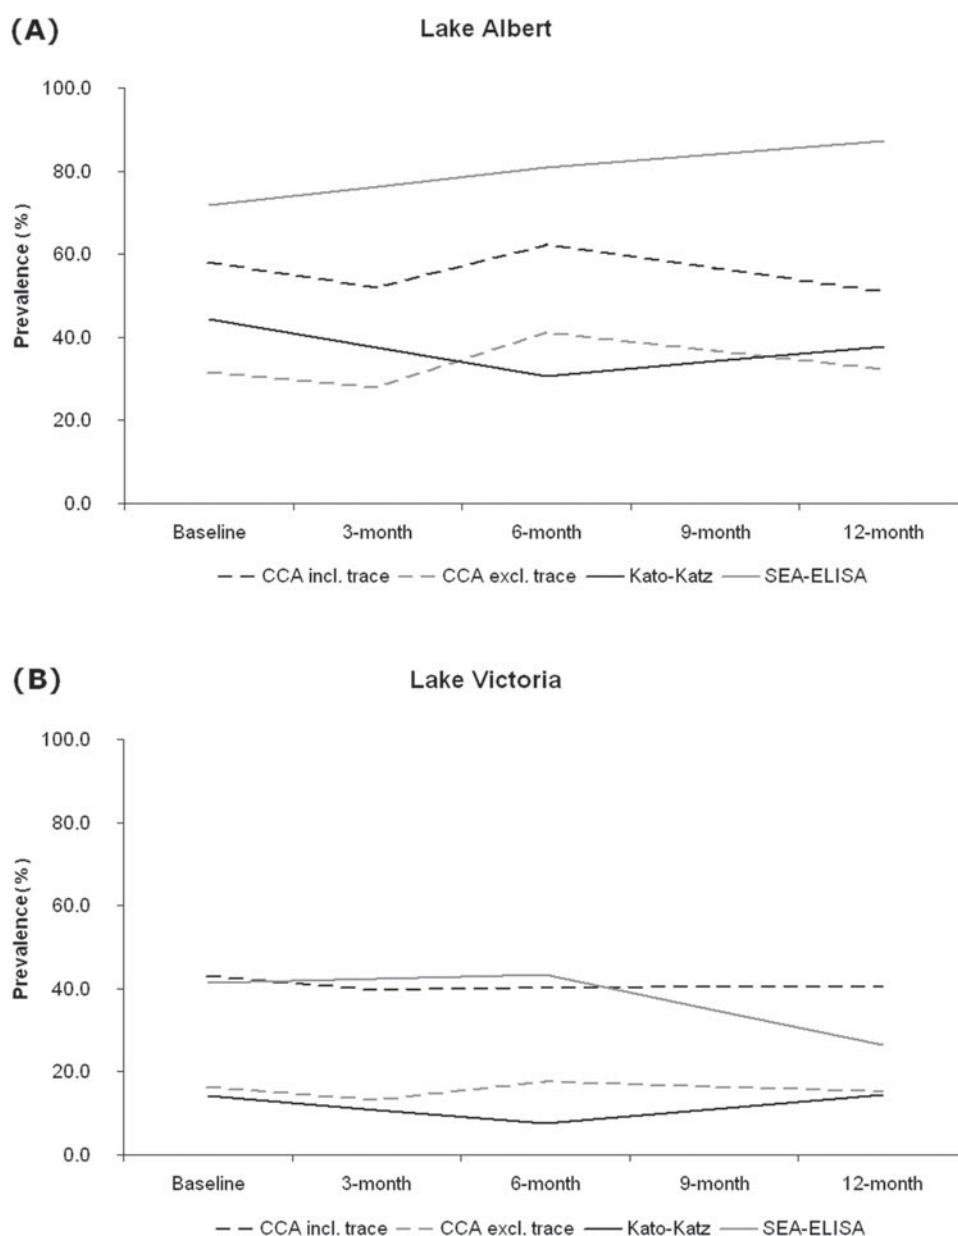 (A)
Lake Albert
100.0
80.0
60.0
40.0
20.0
0.0
Prevalence (%)
Baseline 3-month 6-month 9-month 12-month
CCA incl. trace CCA excl. trace Kato-Katz SEA-ELISA
(B)
Lake Victoria
100.0
80.0
60.0
40.0
20.0
0.0
Prevalence (%)
Baseline 3-month 6-month 9-month 12-month
CCA incl. trace CCA excl. trace Kato-Katz SEA-ELISA